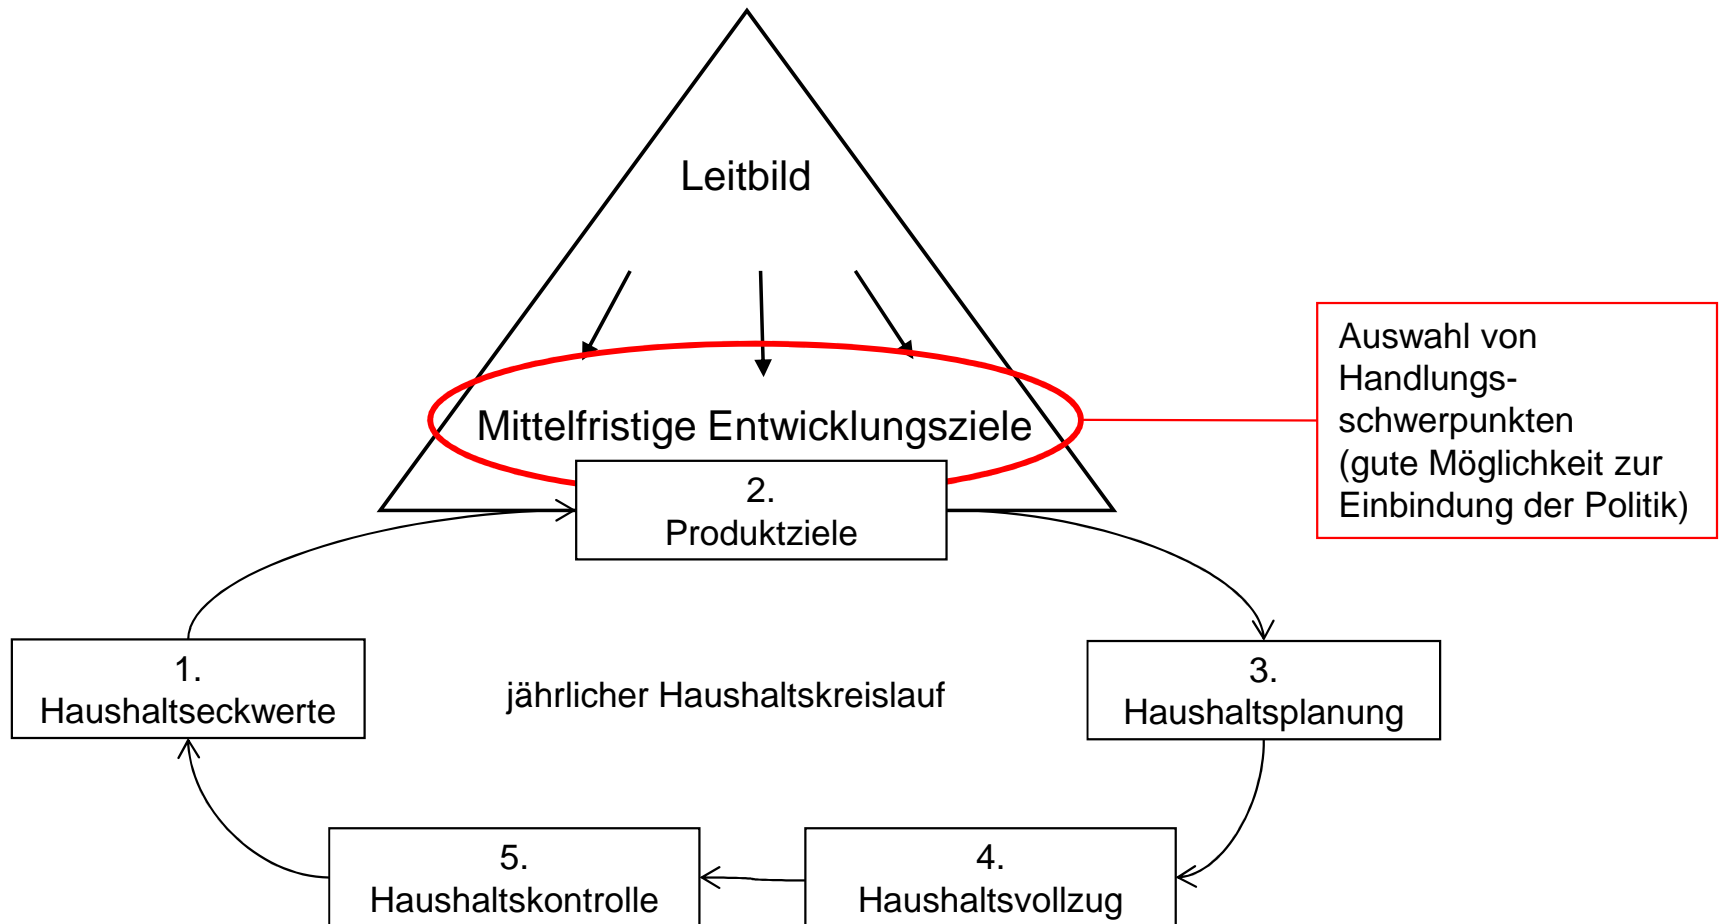 Leitbild
Mittelfristige Entwicklungsziele
Auswahl von
Handlungs-
schwerpunkten
(gute Möglichkeit zur
Einbindung der Politik)
2.
Produktziele
1.
Haushaltseckwerte
jährlicher Haushaltskreislauf
3.
Haushaltsplanung
5.
Haushaltskontrolle
4.
Haushaltsvollzug